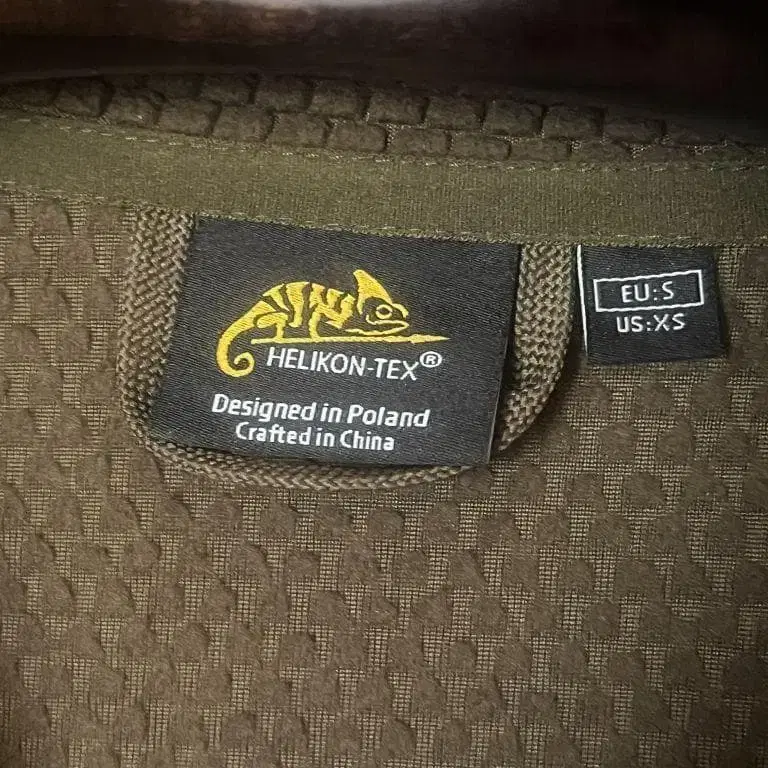 HELIKON-TEX®
Designed in Poland
Crafted in China
EU:S
US:XS